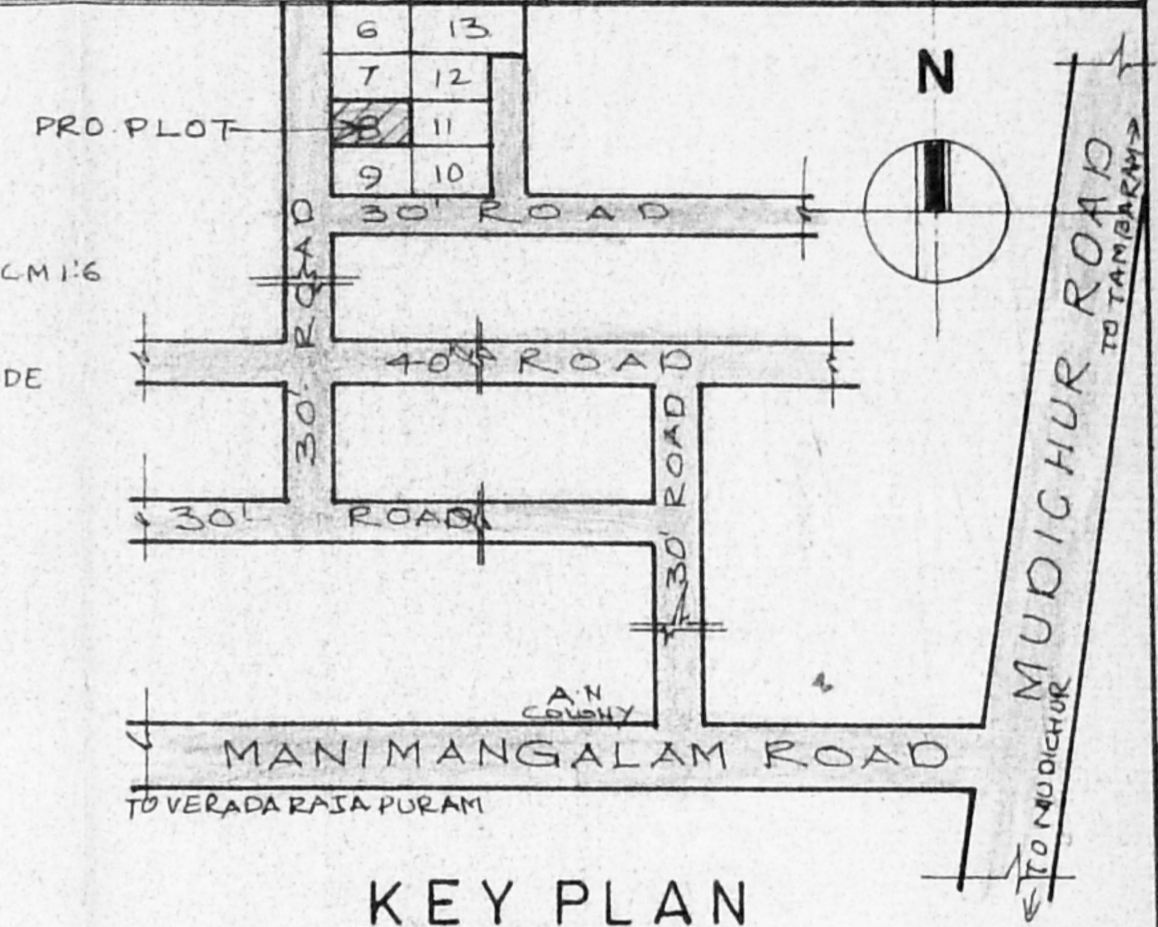 6 13
7 12
PRO. PLOT 8 11
9 10
N
30' ROAD
CM 1:6
30' ROAD
DE
40' ROAD
30' ROAD
30' ROAD
A.N
COLONY
MUDICHUR ROAD
TO TAMBARAM
TO MUDICHUR
MANIMANGALAM ROAD
TO VERADARAJAPURAM
KEY PLAN